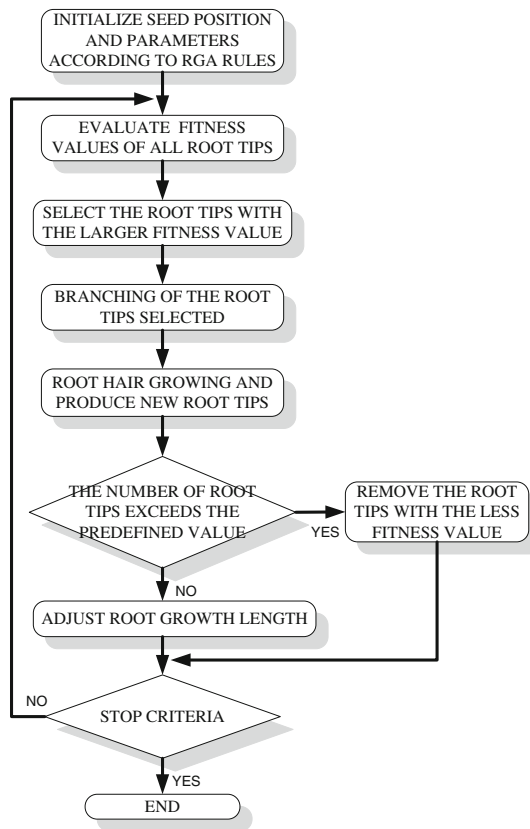 INITIALIZE SEED POSITION
AND PARAMETERS
ACCORDING TO RGA RULES
EVALUATE FITNESS
VALUES OF ALL ROOT TIPS
SELECT THE ROOT TIPS WITH
THE LARGER FITNESS VALUE
BRANCHING OF THE ROOT
TIPS SELECTED
ROOT HAIR GROWING AND
PRODUCE NEW ROOT TIPS
THE NUMBER OF ROOT
TIPS EXCEEDS THE
PREDEFINED VALUE
YES
REMOVE THE ROOT
TIPS WITH THE LESS
FITNESS VALUE
NO
ADJUST ROOT GROWTH LENGTH
NO
STOP CRITERIA
YES
END